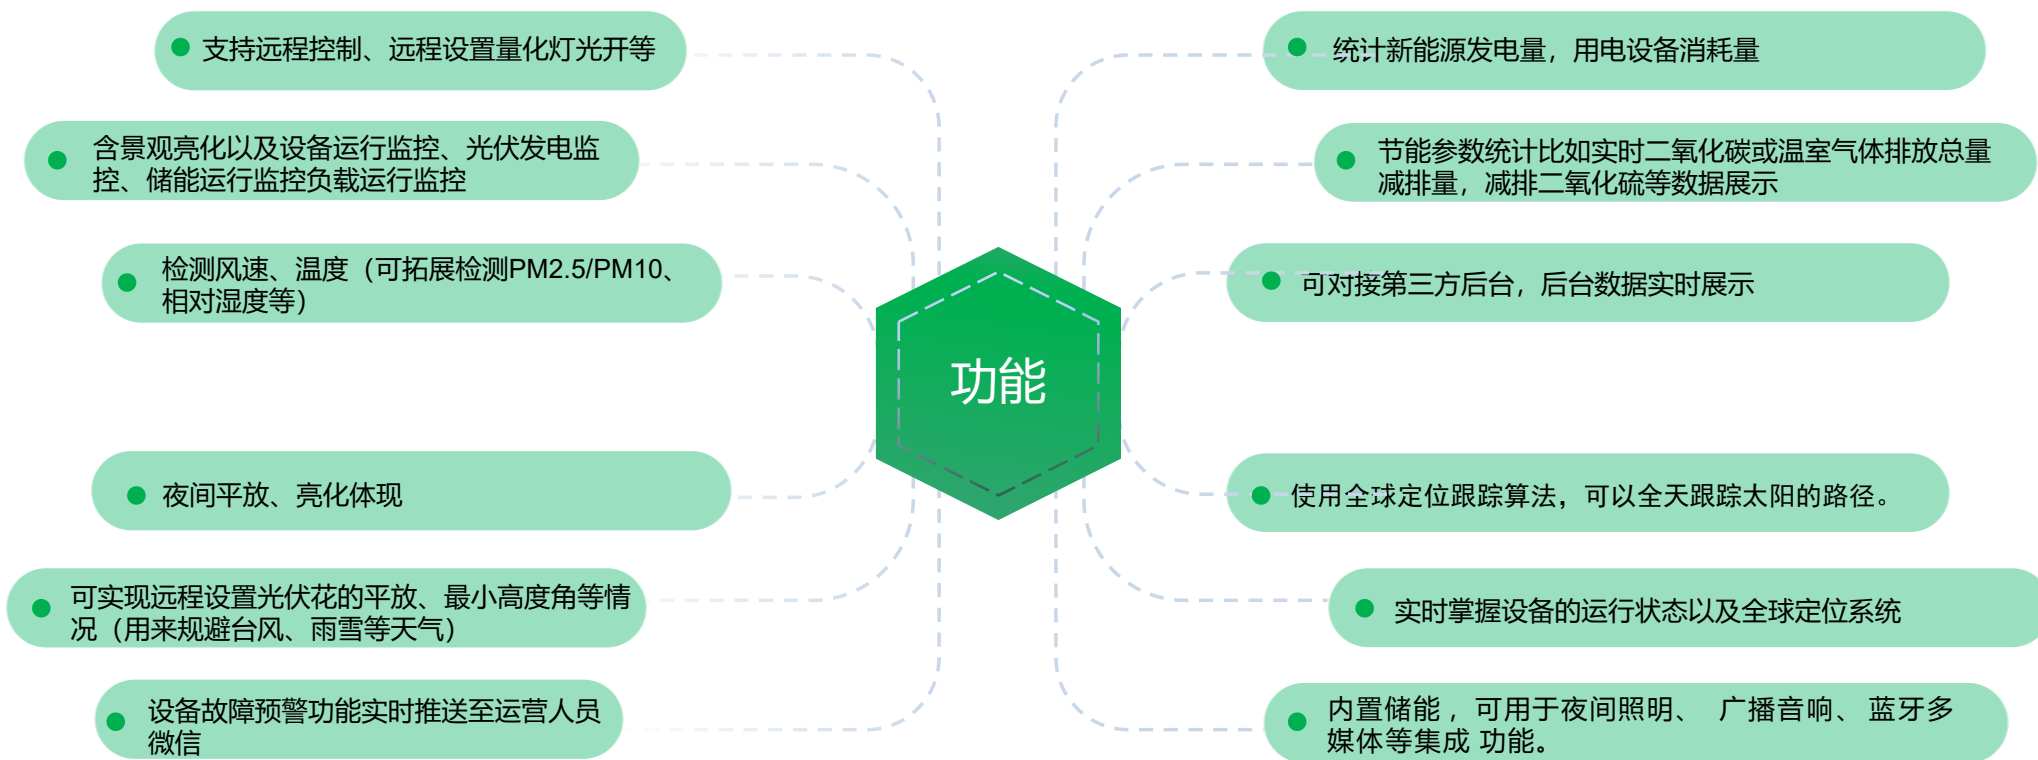 支持远程控制、远程设置量化灯光开等
含景观亮化以及设备运行监控、光伏发电监
控、储能运行监控负载运行监控
检测风速、温度（可拓展检测PM2.5/PM10、
相对湿度等）
夜间平放、亮化体现
可实现远程设置光伏花的平放、最小高度角等情
况（用来规避台风、雨雪等天气）
设备故障预警功能实时推送至运营人员
微信
功能
统计新能源发电量，用电设备消耗量
节能参数统计比如实时二氧化碳或温室气体排放总量
减排量，减排二氧化硫等数据展示
可对接第三方后台，后台数据实时展示
使用全球定位跟踪算法，可以全天跟踪太阳的路径。
实时掌握设备的运行状态以及全球定位系统
内置储能，可用于夜间照明、 广播音响、蓝牙多
媒体等集成 功能。